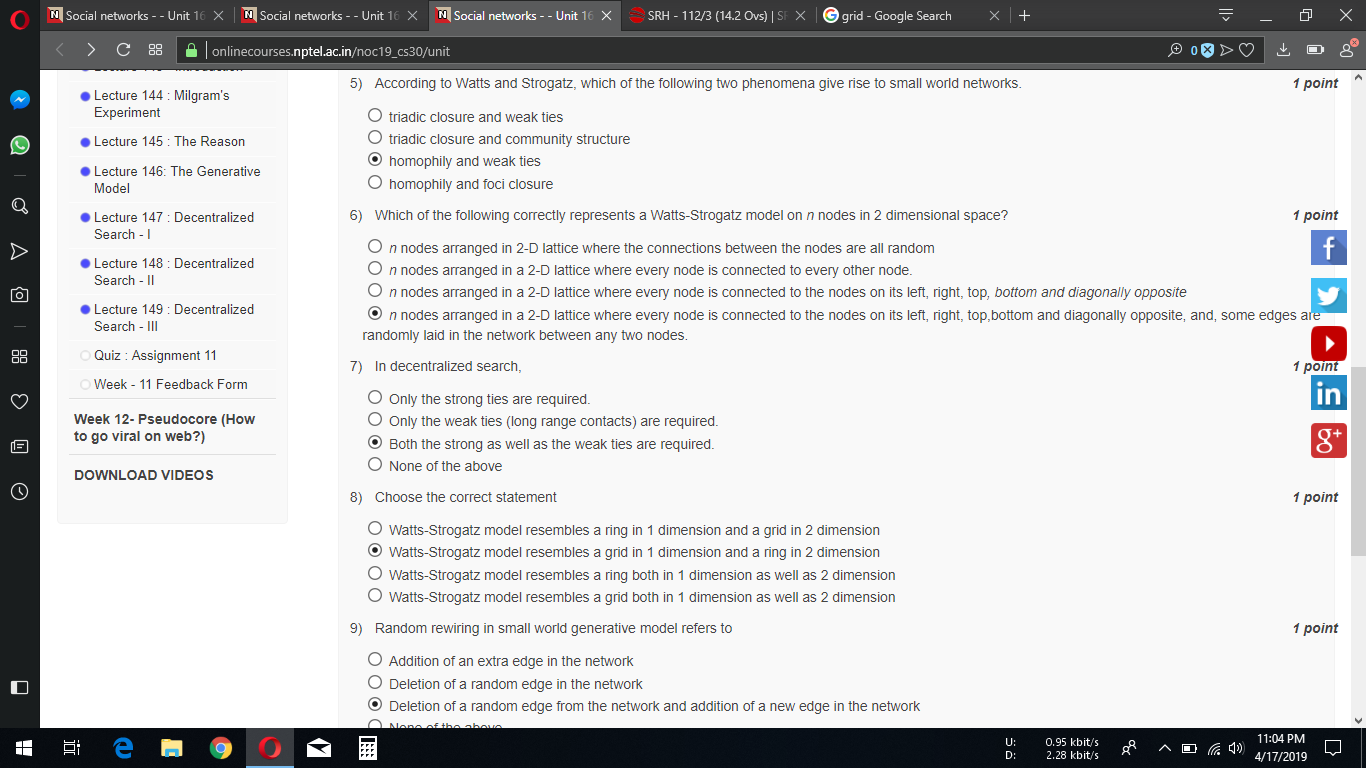 Social networks - - Unit 16
Social networks - - Unit 16
Social networks - - Unit 16
SRH - 112/3 (14.2 Ovs) | SR
grid - Google Search
onlinecourses.nptel.ac.in/noc19_cs30/unit
0
Lecture 144 : Milgram's
Experiment
Lecture 145 : The Reason
Lecture 146: The Generative
Model
Lecture 147 : Decentralized
Search - I
Lecture 148 : Decentralized
Search - II
Lecture 149 : Decentralized
Search - III
Quiz : Assignment 11
Week - 11 Feedback Form
Week 12- Pseudocore (How
to go viral on web?)
DOWNLOAD VIDEOS
5) According to Watts and Strogatz, which of the following two phenomena give rise to small world networks. 1 point
triadic closure and weak ties
triadic closure and community structure
homophily and weak ties
homophily and foci closure
6) Which of the following correctly represents a Watts-Strogatz model on n nodes in 2 dimensional space? 1 point
n nodes arranged in 2-D lattice where the connections between the nodes are all random
n nodes arranged in a 2-D lattice where every node is connected to every other node.
n nodes arranged in a 2-D lattice where every node is connected to the nodes on its left, right, top, bottom and diagonally opposite
n nodes arranged in a 2-D lattice where every node is connected to the nodes on its left, right, top,bottom and diagonally opposite, and, some edges are
randomly laid in the network between any two nodes.
7) In decentralized search, 1 point
Only the strong ties are required.
Only the weak ties (long range contacts) are required.
Both the strong as well as the weak ties are required.
None of the above
8) Choose the correct statement 1 point
Watts-Strogatz model resembles a ring in 1 dimension and a grid in 2 dimension
Watts-Strogatz model resembles a grid in 1 dimension and a ring in 2 dimension
Watts-Strogatz model resembles a ring both in 1 dimension as well as 2 dimension
Watts-Strogatz model resembles a grid both in 1 dimension as well as 2 dimension
9) Random rewiring in small world generative model refers to 1 point
Addition of an extra edge in the network
Deletion of a random edge in the network
Deletion of a random edge from the network and addition of a new edge in the network
None of the above
f
in
g+
U: 0.95 kbit/s
D: 2.28 kbit/s
11:04 PM
4/17/2019